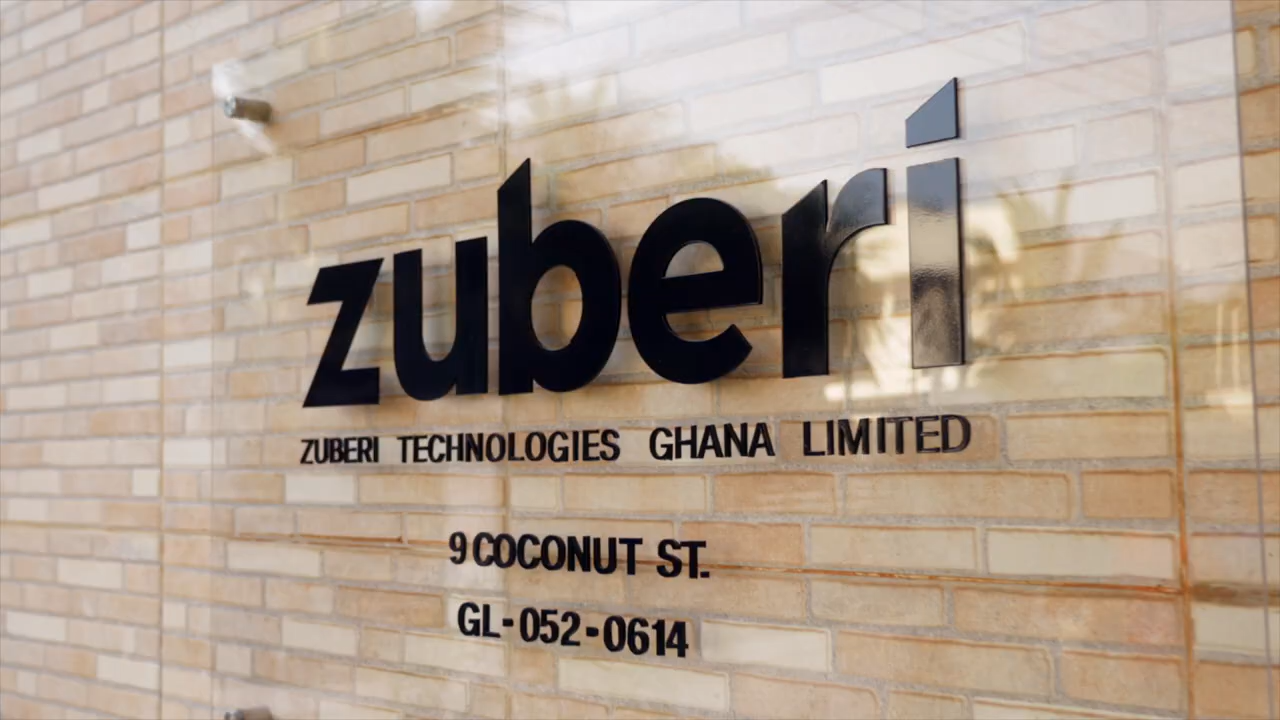 zuberi
ZUBERI TECHNOLOGIES GHANA LIMITED
9 COCONUT ST.
GL-052-0614